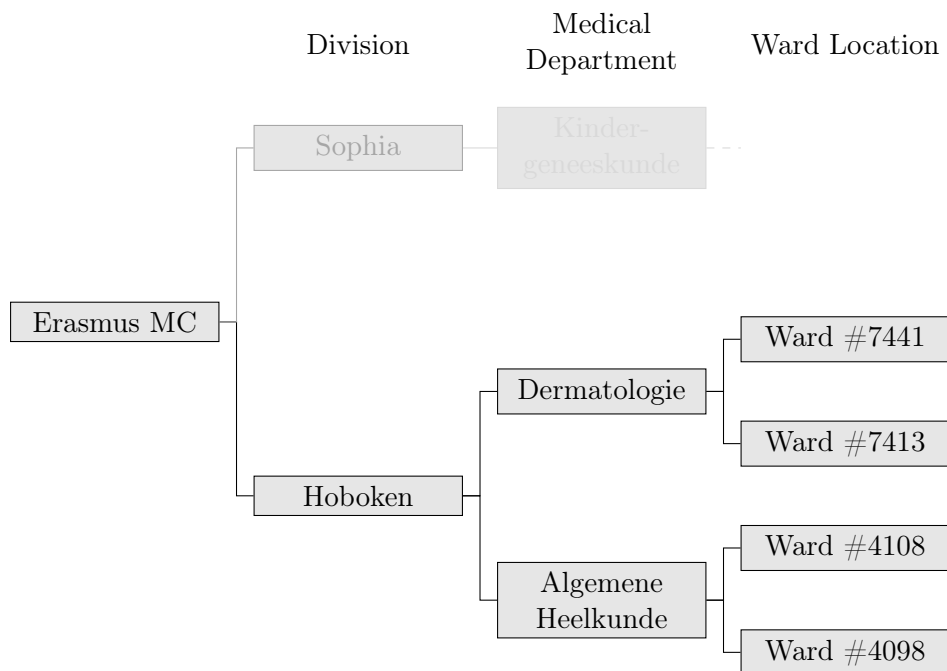 Division
Medical
Department
Ward Location
Sophia
Kinder-
geneeskunde
Erasmus MC
Ward #7441
Dermatologie
Ward #7413
Hoboken
Ward #4108
Algemene
Heelkunde
Ward #4098